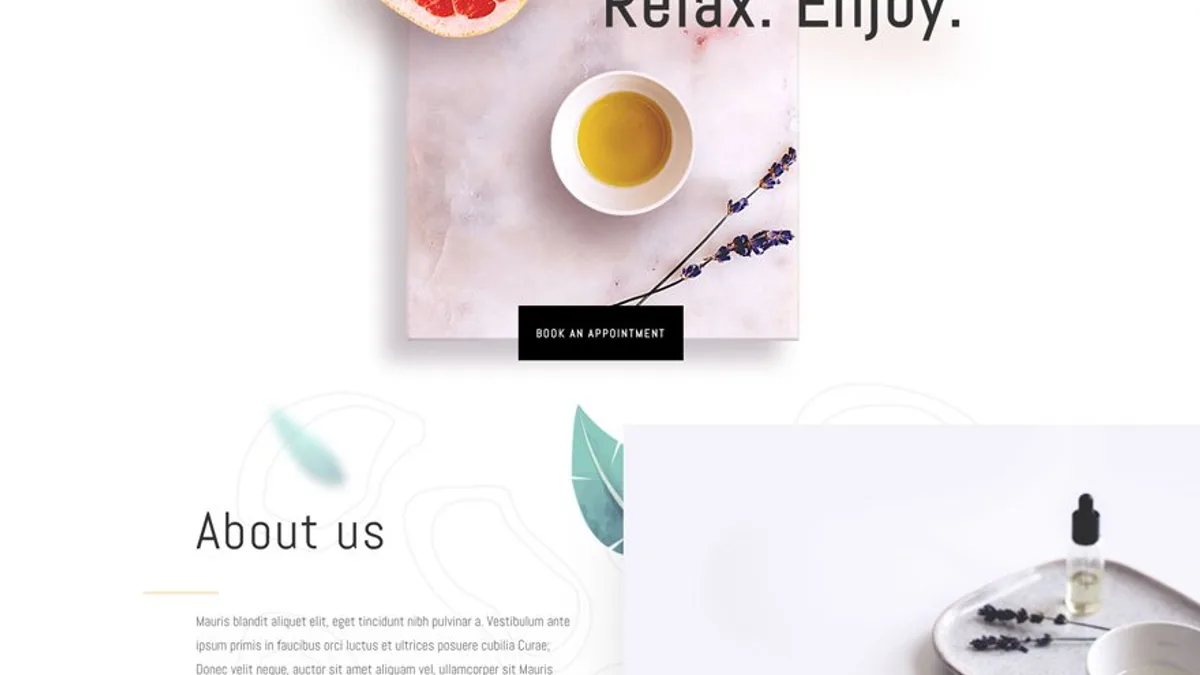 Relax. Enjoy.
BOOK AN APPOINTMENT
About us
Mauris blandit aliquet elit, eget tincidunt nibh pulvinar a. Vestibulum ante
ipsum primis in faucibus orci luctus et ultrices posuere cubilia Curae;
Donec velit neque, auctor sit amet aliquam vel, ullamcorper sit Mauris